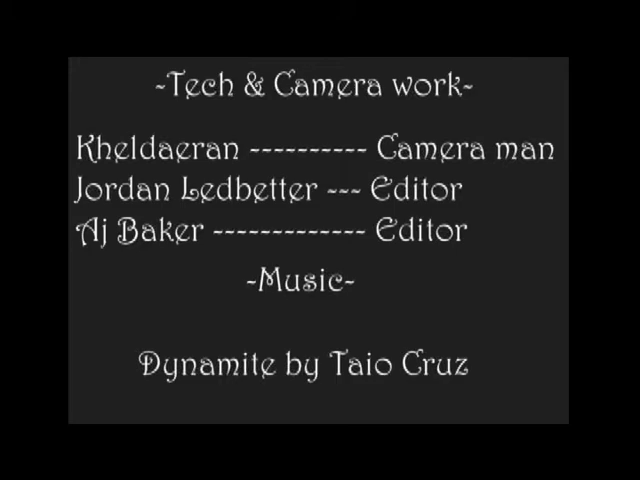 -Tech & Camera work-
Kheldaeran ---------- Camera man
Jordan Ledbetter --- Editor
Aj Baker ------------- Editor
-Music-
Dynamite by Taio Cruz